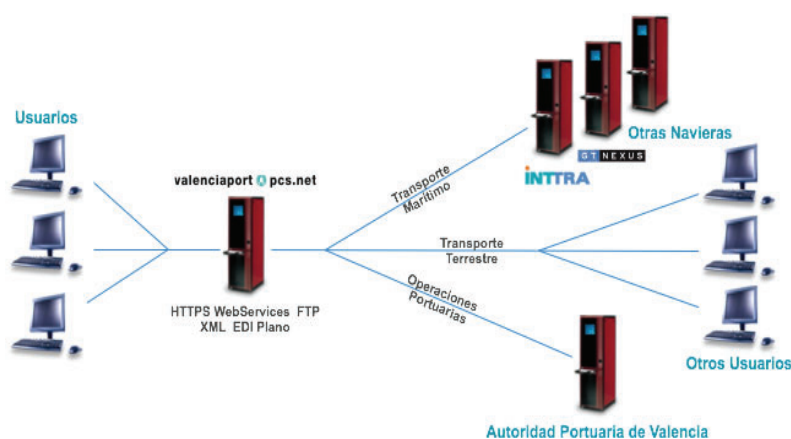 Usuarios
valenciaport pcs.net
HTTPS WebServices FTP
XML EDI Plano
Transporte
Marítimo
Transporte
Terrestre
Operaciones
Portuarias
Otras Navieras
GT NEXUS
INTTRA
Otros Usuarios
Autoridad Portuaria de Valencia